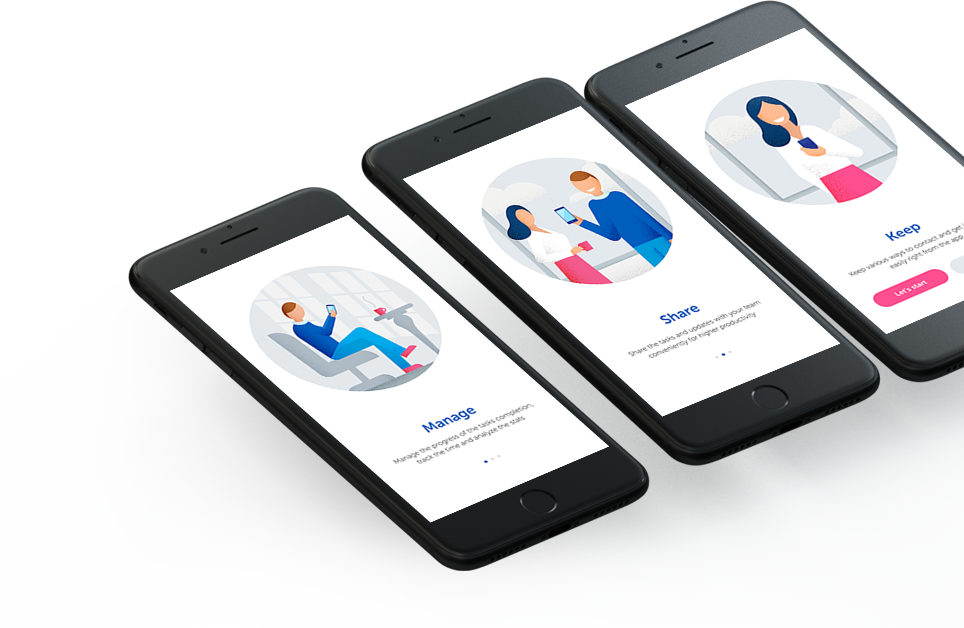 Manage
Manage the progress of the tasks completion,
track the time and analyze the stats
Share
Share the tasks and updates with your team
conveniently for higher productivity
Keep
Keep various ways to contact and get
easily right from the app
Let's start